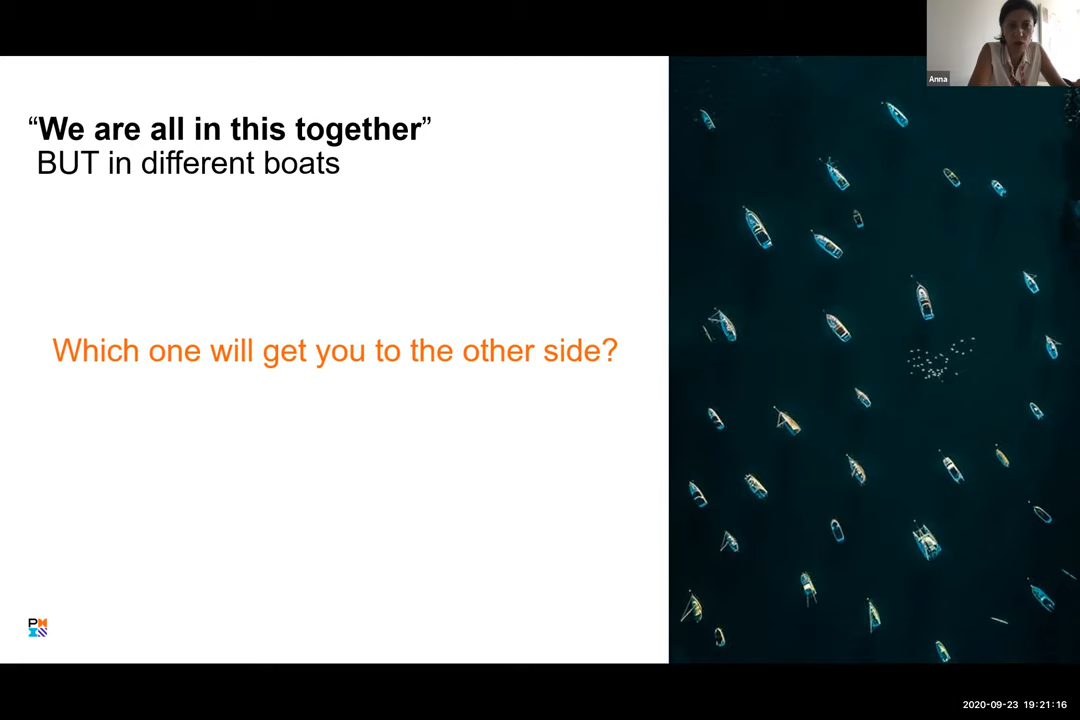 Anna
“We are all in this together”
BUT in different boats
Which one will get you to the other side?
2020-09-23 19:21:16